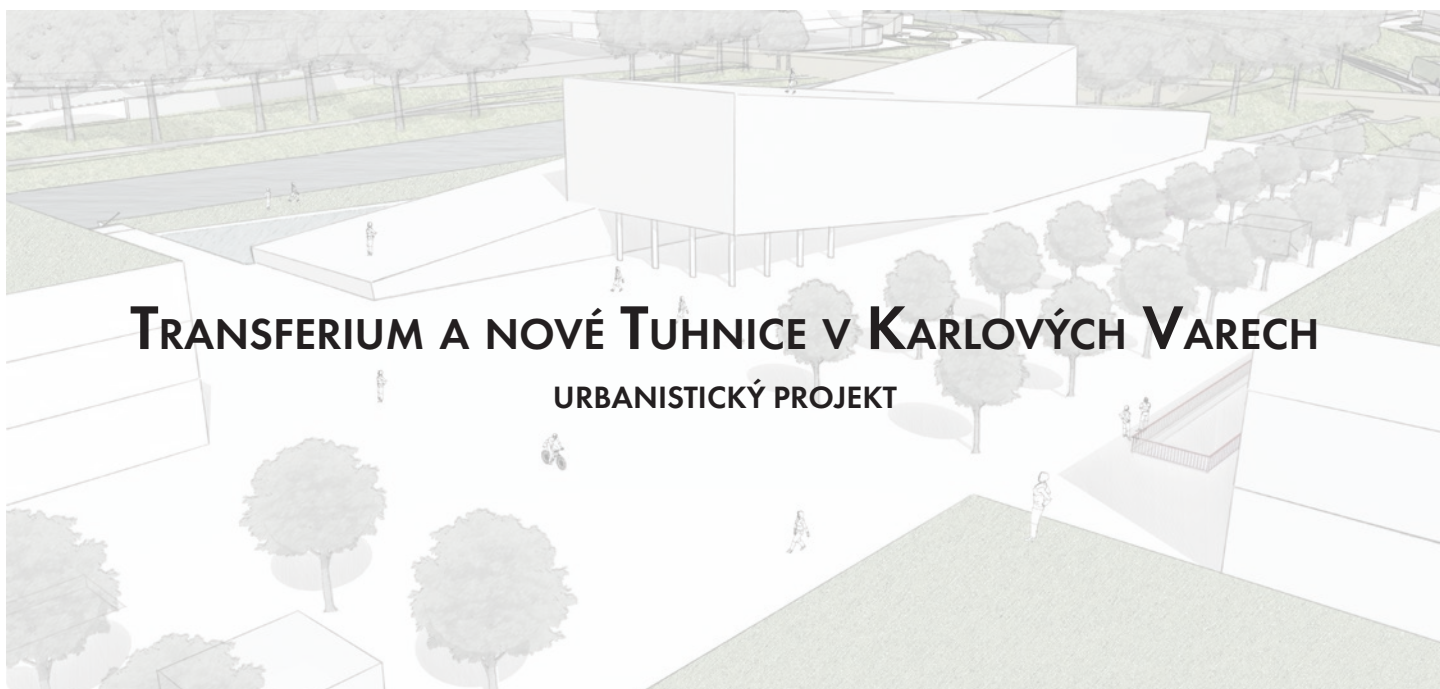 Transferium a nové Tuhnice v Karlových Varech
urbanistický projekt